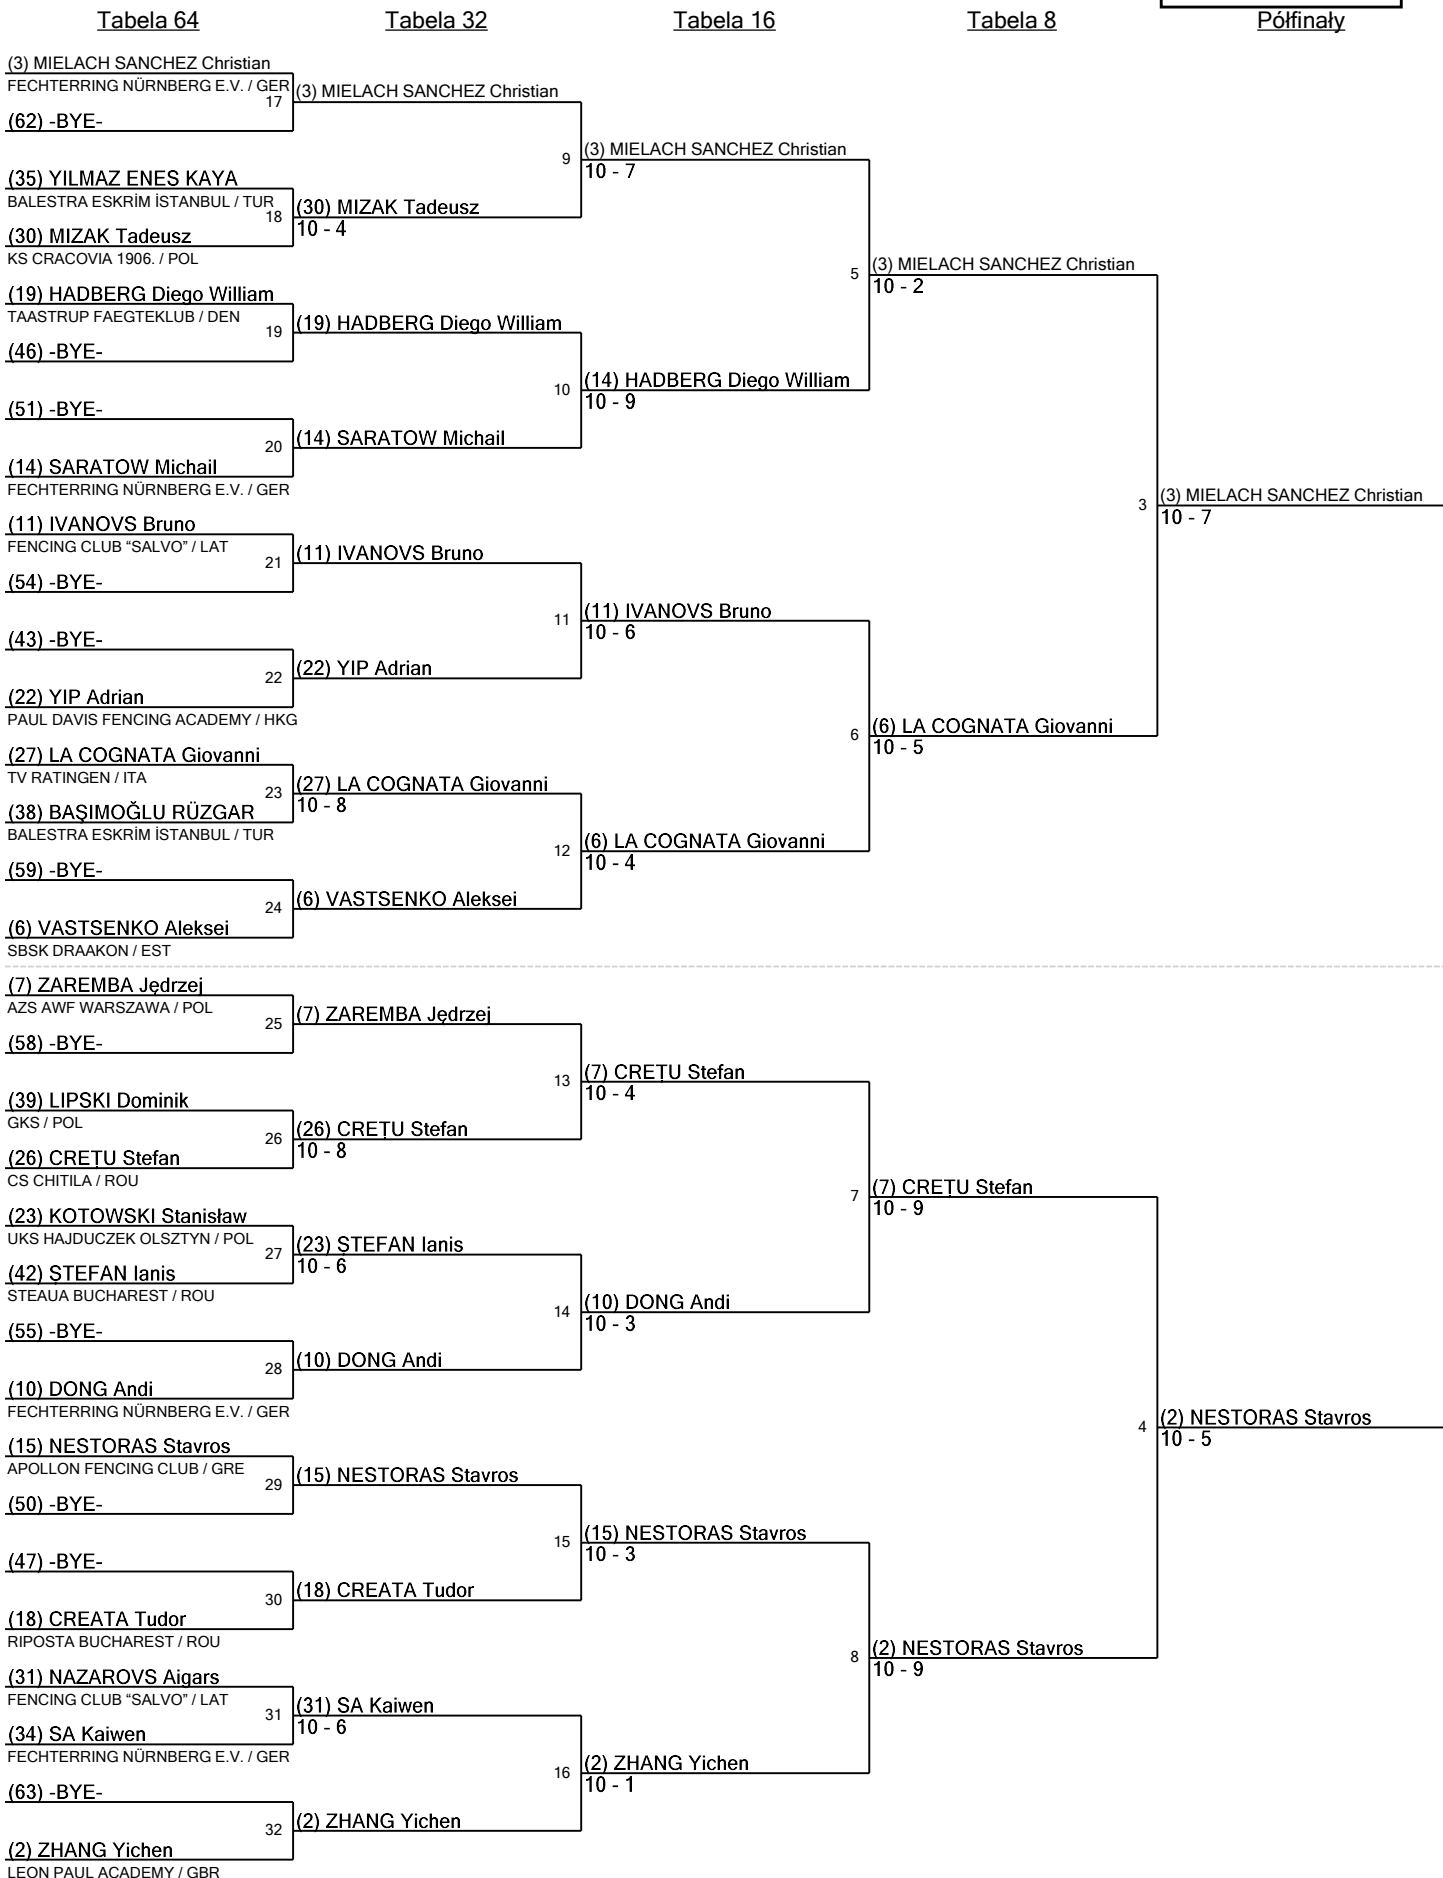 Tabela 64
Tabela 32
Tabela 16
Tabela 8
Półfinały
(3) MIELACH SANCHEZ Christian
FECHTERRING NÜRNBERG E.V. / GER
17
(62) -BYE-
(35) YILMAZ ENES KAYA
BALESTRA ESKRİM İSTANBUL / TUR
18
(30) MIZAK Tadeusz
KS CRACOVIA 1906. / POL
(19) HADBERG Diego William
TAASTRUP FAEGTEKLUB / DEN
19
(46) -BYE-
(51) -BYE-
20
(14) SARATOW Michail
FECHTERRING NÜRNBERG E.V. / GER
(11) IVANOVS Bruno
FENCING CLUB “SALVO” / LAT
21
(54) -BYE-
(43) -BYE-
22
(22) YIP Adrian
PAUL DAVIS FENCING ACADEMY / HKG
(27) LA COGNATA Giovanni
TV RATINGEN / ITA
23
(38) BAŞIMOĞLU RÜZGAR
BALESTRA ESKRİM İSTANBUL / TUR
(59) -BYE-
24
(6) VASTSENKO Aleksei
SBSK DRAAKON / EST
(7) ZAREMBA Jędrzej
AZS AWF WARSZAWA / POL
25
(58) -BYE-
(39) LIPSKI Dominik
GKS / POL
26
(26) CREȚU Stefan
CS CHITILA / ROU
(23) KOTOWSKI Stanisław
UKS HAJDUCZEK OLSZTYN / POL
27
(42) ȘTEFAN Ianis
STEAUA BUCHAREST / ROU
(55) -BYE-
28
(10) DONG Andi
FECHTERRING NÜRNBERG E.V. / GER
(15) NESTORAS Stavros
APOLLON FENCING CLUB / GRE
29
(50) -BYE-
(47) -BYE-
30
(18) CREATA Tudor
RIPOSTA BUCHAREST / ROU
(31) NAZAROVS Aigars
FENCING CLUB “SALVO” / LAT
31
(34) SA Kaiwen
FECHTERRING NÜRNBERG E.V. / GER
(63) -BYE-
32
(2) ZHANG Yichen
LEON PAUL ACADEMY / GBR
(3) MIELACH SANCHEZ Christian
9
(30) MIZAK Tadeusz
10 - 4
(19) HADBERG Diego William
10
(14) SARATOW Michail
(11) IVANOVS Bruno
11
(22) YIP Adrian
(27) LA COGNATA Giovanni
10 - 8
12
(6) VASTSENKO Aleksei
(7) ZAREMBA Jędrzej
13
(26) CREȚU Stefan
10 - 8
(23) ȘTEFAN Ianis
10 - 6
14
(10) DONG Andi
(15) NESTORAS Stavros
15
(18) CREATA Tudor
(31) SA Kaiwen
10 - 6
16
(2) ZHANG Yichen
(3) MIELACH SANCHEZ Christian
10 - 7
5
(14) HADBERG Diego William
10 - 9
(11) IVANOVS Bruno
10 - 6
6
(6) LA COGNATA Giovanni
10 - 4
(7) CREȚU Stefan
10 - 4
7
(10) DONG Andi
10 - 3
(15) NESTORAS Stavros
10 - 3
8
(2) ZHANG Yichen
10 - 1
(3) MIELACH SANCHEZ Christian
10 - 2
3
(6) LA COGNATA Giovanni
10 - 5
(7) CREȚU Stefan
10 - 9
4
(2) NESTORAS Stavros
10 - 9
(3) MIELACH SANCHEZ Christian
10 - 7
(2) NESTORAS Stavros
10 - 5